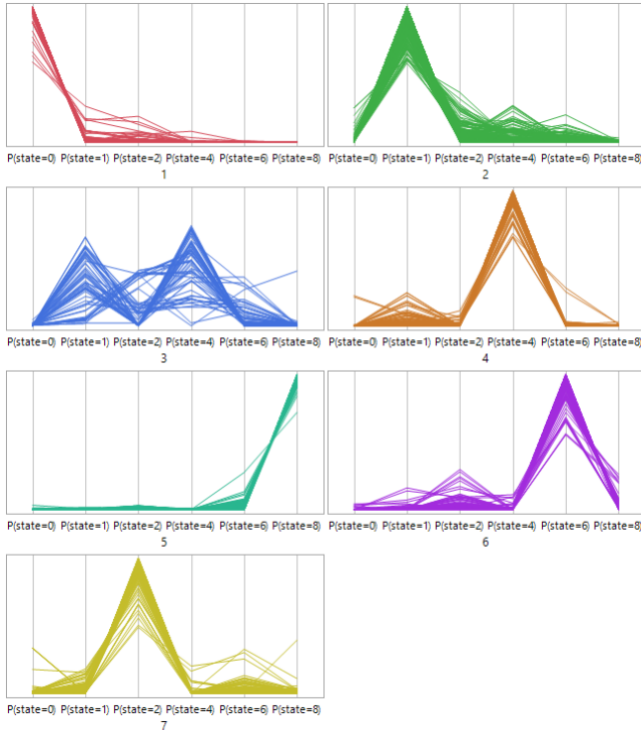 P(state=0) P(state=1) P(state=2) P(state=4) P(state=6) P(state=8)
1
P(state=0) P(state=1) P(state=2) P(state=4) P(state=6) P(state=8)
2
P(state=0) P(state=1) P(state=2) P(state=4) P(state=6) P(state=8)
3
P(state=0) P(state=1) P(state=2) P(state=4) P(state=6) P(state=8)
4
P(state=0) P(state=1) P(state=2) P(state=4) P(state=6) P(state=8)
5
P(state=0) P(state=1) P(state=2) P(state=4) P(state=6) P(state=8)
6
P(state=0) P(state=1) P(state=2) P(state=4) P(state=6) P(state=8)
7